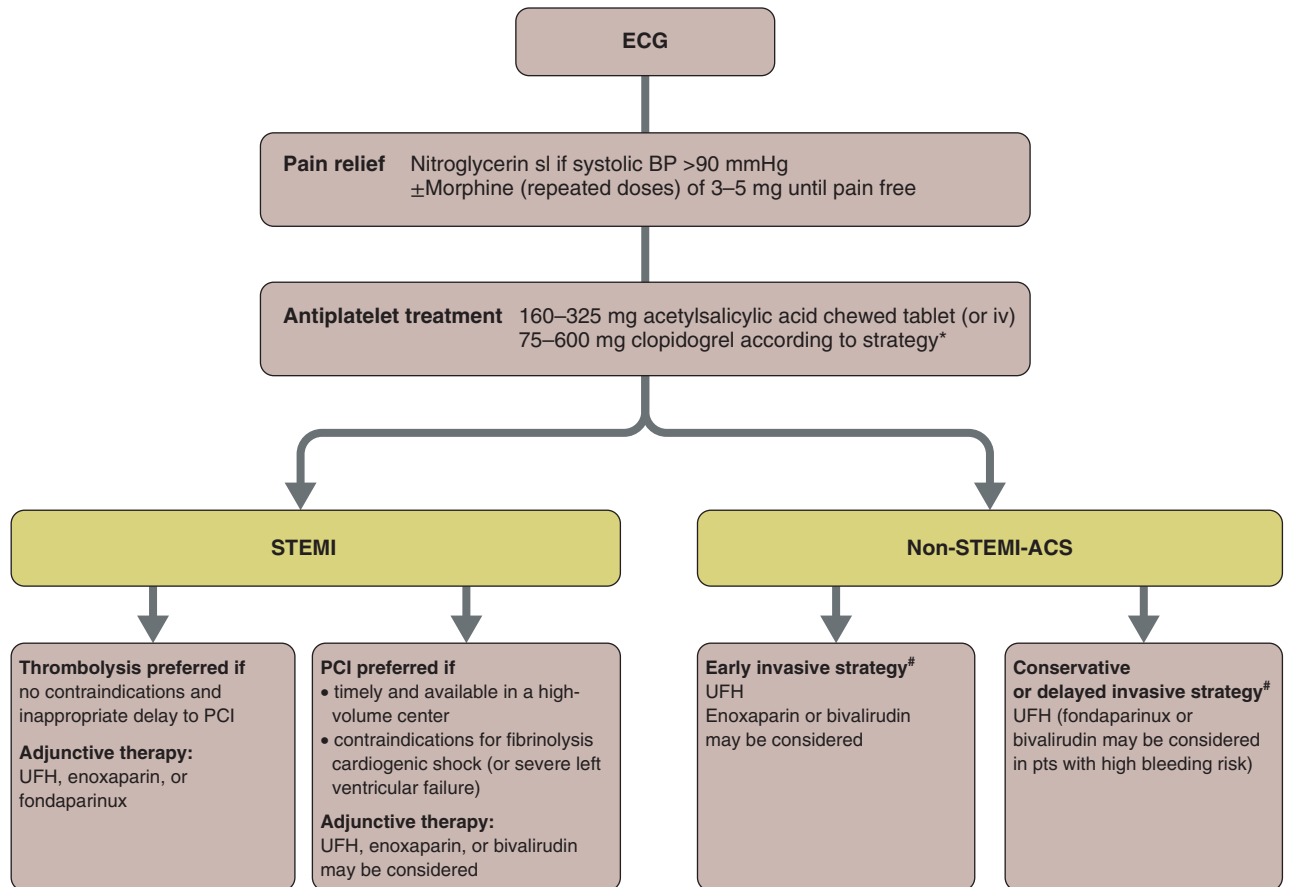 ECG
Pain relief Nitroglycerin sl if systolic BP >90 mmHg
±Morphine (repeated doses) of 3–5 mg until pain free
Antiplatelet treatment 160–325 mg acetylsalicylic acid chewed tablet (or iv)
75–600 mg clopidogrel according to strategy*
STEMI
Non-STEMI-ACS
Thrombolysis preferred if
no contraindications and
inappropriate delay to PCI
Adjunctive therapy:
UFH, enoxaparin, or
fondaparinux
PCI preferred if
• timely and available in a high-
volume center
• contraindications for fibrinolysis
cardiogenic shock (or severe left
ventricular failure)
Adjunctive therapy:
UFH, enoxaparin, or bivalirudin
may be considered
Early invasive strategy#
UFH
Enoxaparin or bivalirudin
may be considered
Conservative
or delayed invasive strategy#
UFH (fondaparinux or
bivalirudin may be considered
in pts with high bleeding risk)